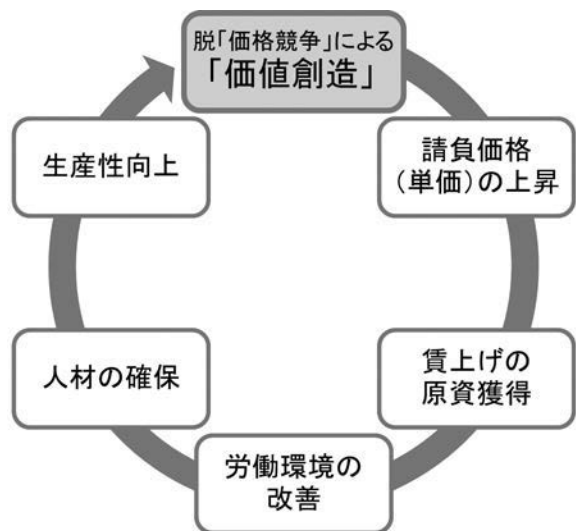 脱「価格競争」による
「価値創造」
請負価格
（単価）の上昇
賃上げの
原資獲得
労働環境の
改善
人材の確保
生産性向上